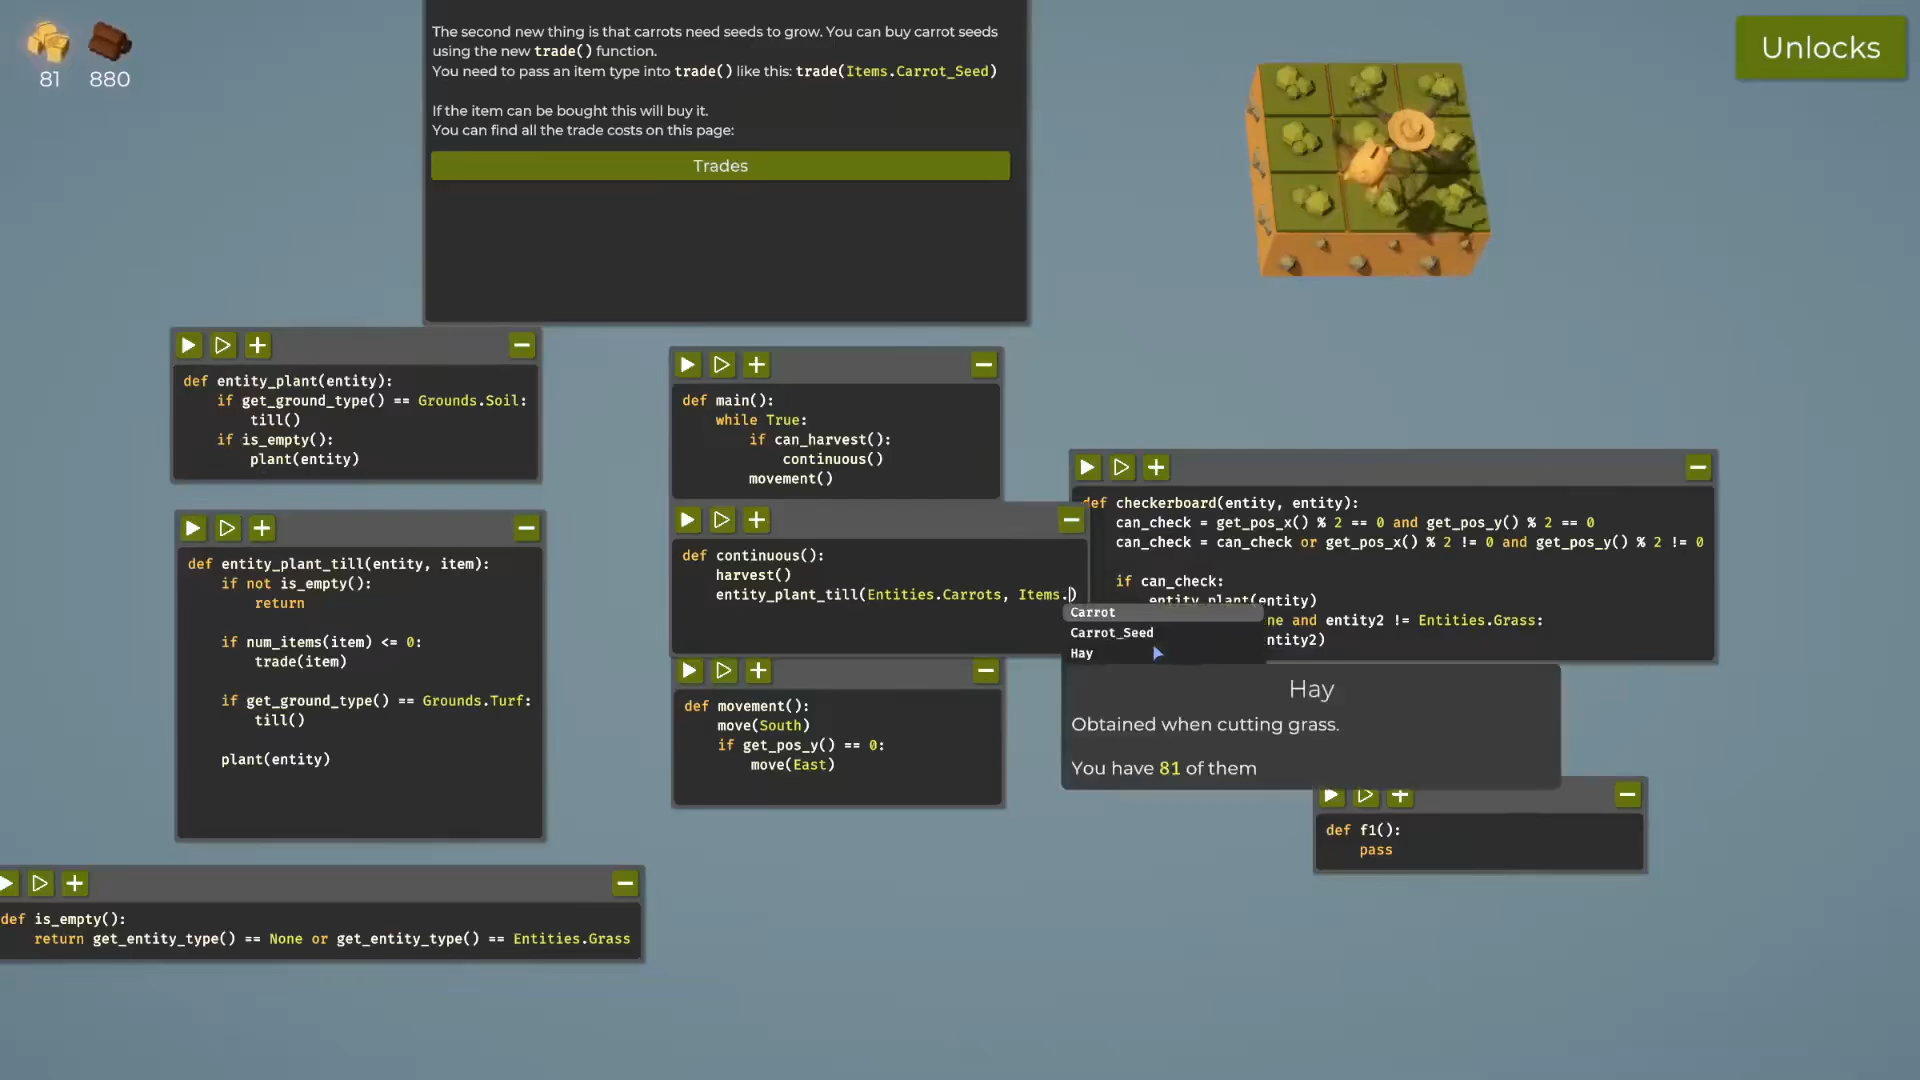 81 880
The second new thing is that carrots need seeds to grow. You can buy carrot seeds
using the new trade() function.
You need to pass an item type into trade() like this: trade(Items.Carrot_Seed)
If the item can be bought this will buy it.
You can find all the trade costs on this page:
Trades
Unlocks
def entity_plant(entity):
    if get_ground_type() == Grounds.Soil:
        till()
    if is_empty():
        plant(entity)
def entity_plant_till(entity, item):
    if not is_empty():
        return
    if num_items(item) <= 0:
        trade(item)
    if get_ground_type() == Grounds.Turf:
        till()
    plant(entity)
def is_empty():
    return get_entity_type() == None or get_entity_type() == Entities.Grass
def main():
    while True:
        if can_harvest():
            continuous()
        movement()
def continuous():
    harvest()
    entity_plant_till(Entities.Carrots, Items.)
Carrot
Carrot_Seed
Hay
def movement():
    move(South)
    if get_pos_y() == 0:
        move(East)
def checkerboard(entity, entity):
    can_check = get_pos_x() % 2 == 0 and get_pos_y() % 2 == 0
    can_check = can_check or get_pos_x() % 2 != 0 and get_pos_y() % 2 != 0
    if can_check:
        entity_plant(entity)
and entity2 != Entities.Grass:
Hay
Obtained when cutting grass.
You have 81 of them
def f1():
    pass